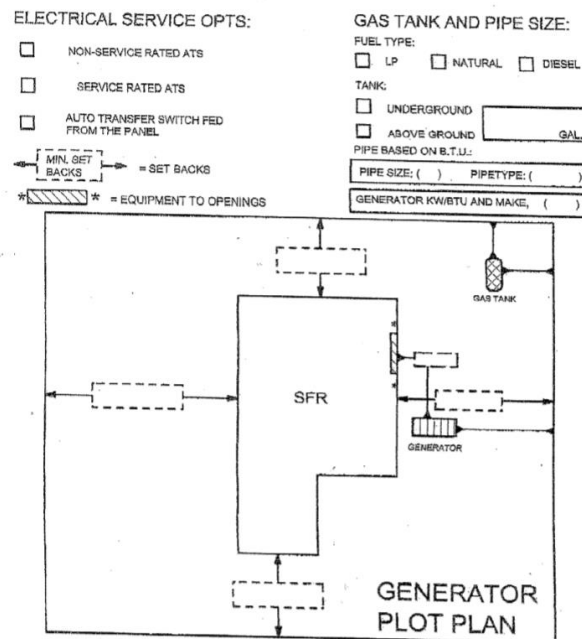 ELECTRICAL SERVICE OPTS:
NON-SERVICE RATED ATS
SERVICE RATED ATS
AUTO TRANSFER SWITCH FED
FROM THE PANEL
MIN. SET
BACKS
= SET BACKS
* * = EQUIPMENT TO OPENINGS
GAS TANK AND PIPE SIZE:
FUEL TYPE:
LP NATURAL DIESEL
TANK:
UNDERGROUND
ABOVE GROUND GAL.
PIPE BASED ON B.T.U.:
PIPE SIZE: ( ) PIPETYPE: ( )
GENERATOR KW/BTU AND MAKE, ( )
GAS TANK
*
SFR
*
GENERATOR
GENERATOR
PLOT PLAN